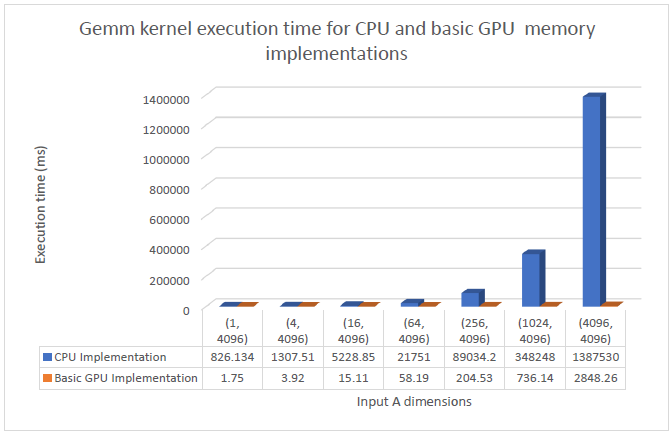 Gemm kernel execution time for CPU and basic GPU memory
implementations
Execution time (ms)
1400000
1200000
1000000
800000
600000
400000
200000
0
(1, 4096) (4, 4096) (16, 4096) (64, 4096) (256, 4096) (1024, 4096) (4096, 4096)
CPU Implementation 826.134 1307.51 5228.85 21751 89034.2 348248 1387530
Basic GPU Implementation 1.75 3.92 15.11 58.19 204.53 736.14 2848.26
Input A dimensions